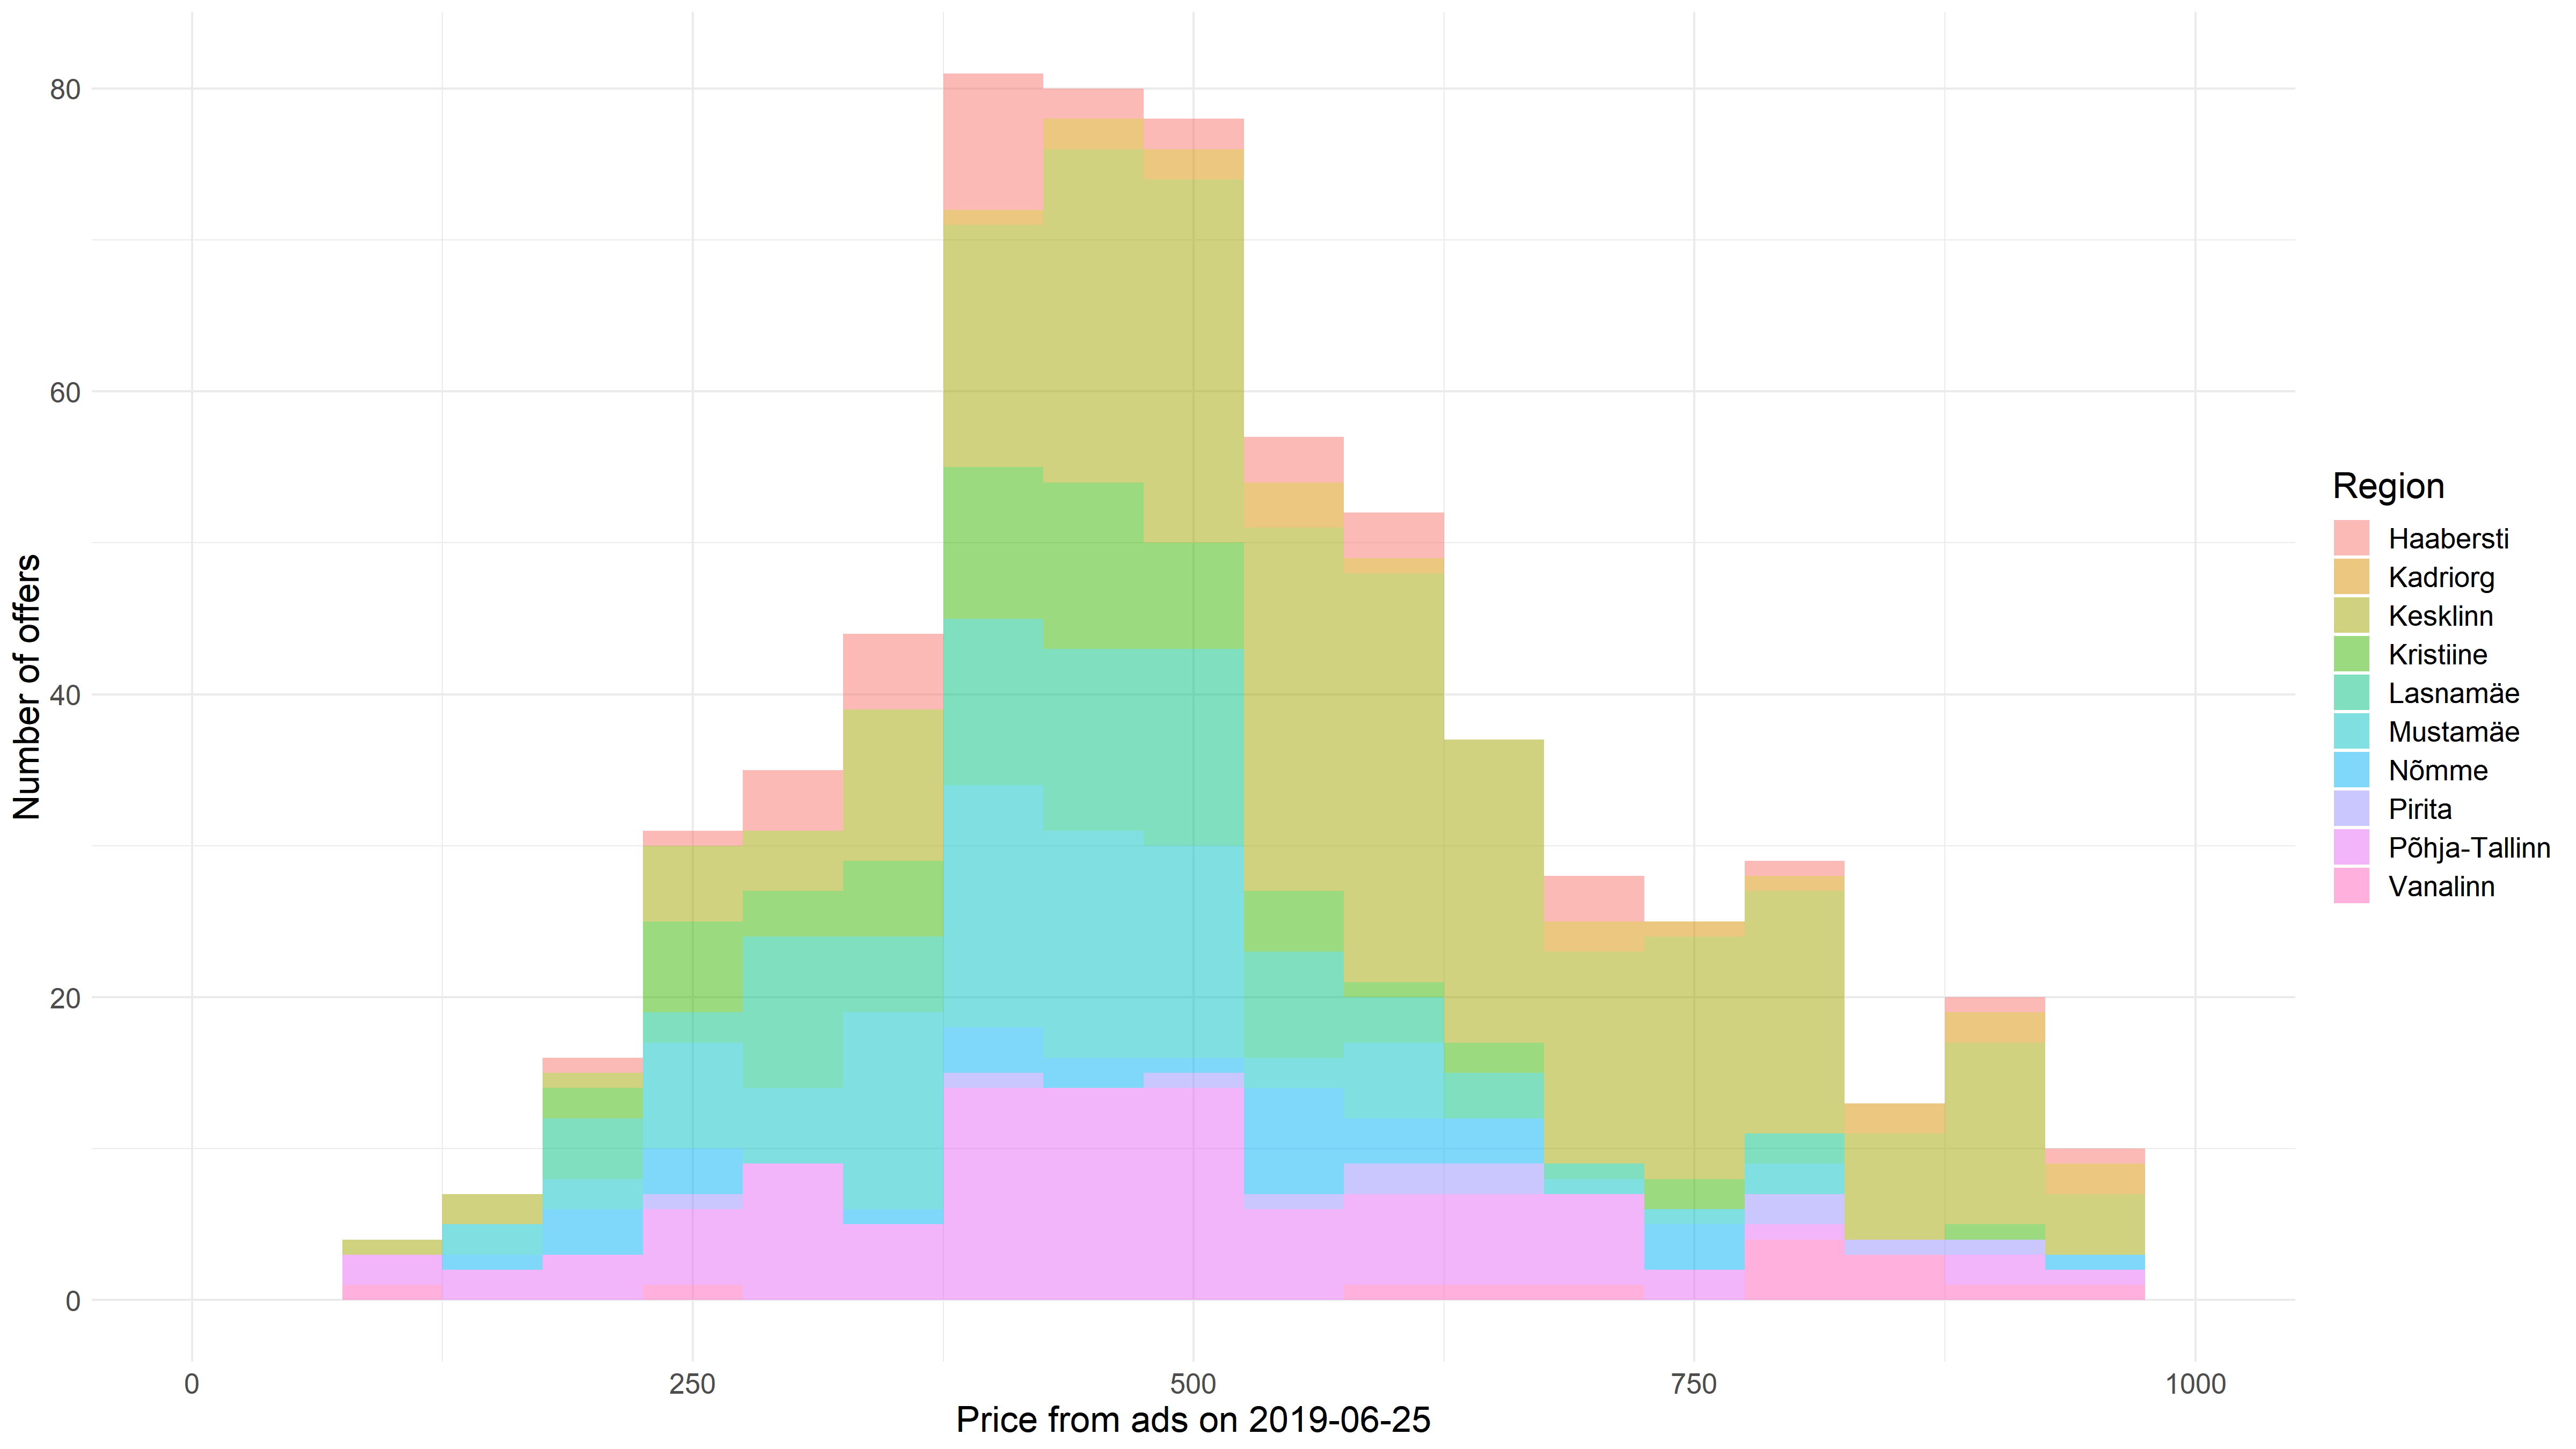 80
60
40
20
0
Number of offers
0 250 500 750 1000
Price from ads on 2019-06-25
Region
Haabersti
Kadriorg
Kesklinn
Kristiine
Lasnamäe
Mustamäe
Nõmme
Pirita
Põhja-Tallinn
Vanalinn